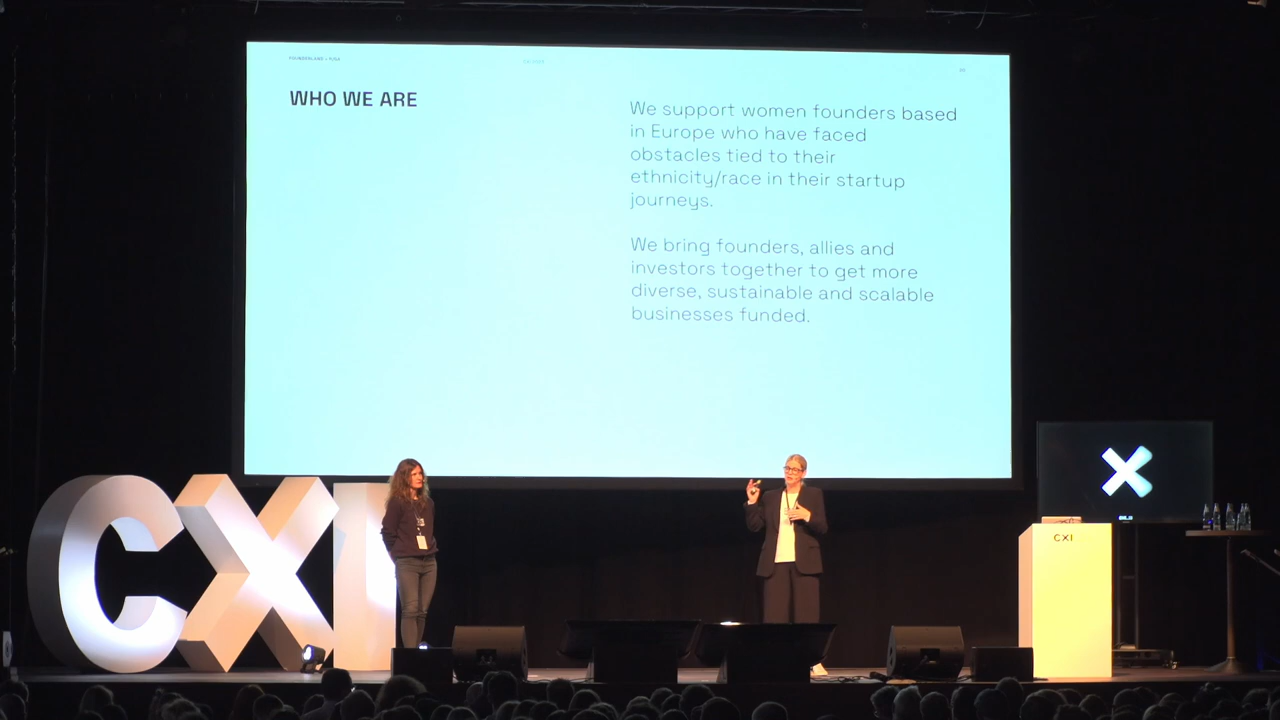 WHO WE ARE
We support women founders based
in Europe who have faced
obstacles tied to their
ethnicity/race in their startup
journeys.
We bring founders, allies and
investors together to get more
diverse, sustainable and scalable
businesses funded.
CXI
CXI